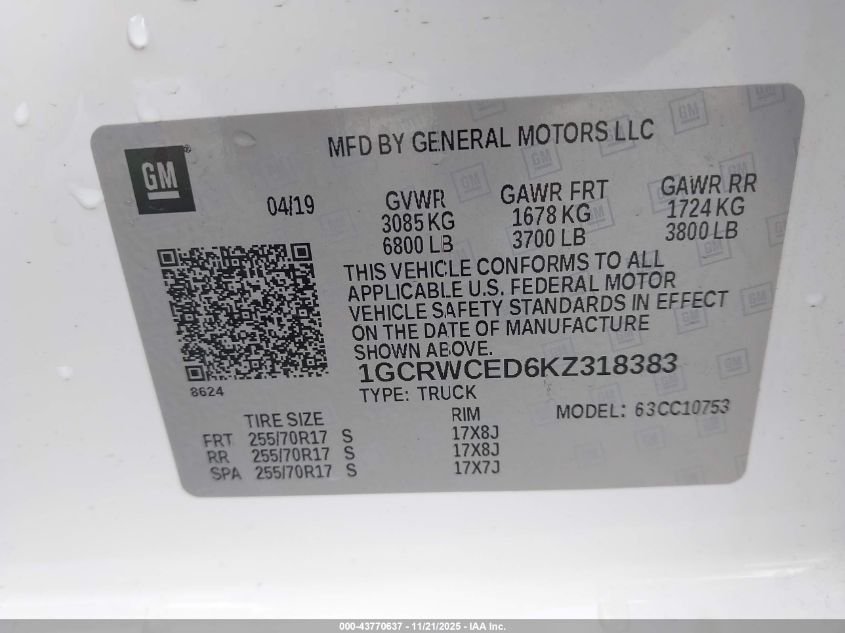 MFD BY GENERAL MOTORS LLC
GM®
04/19
GVWR
3085 KG
6800 LB
GAWR FRT
1678 KG
3700 LB
GAWR RR
1724 KG
3800 LB
THIS VEHICLE CONFORMS TO ALL
APPLICABLE U.S. FEDERAL MOTOR
VEHICLE SAFETY STANDARDS IN EFFECT
ON THE DATE OF MANUFACTURE
SHOWN ABOVE.
1GCRWCED6KZ318383
8624
TYPE: TRUCK
MODEL: 63CC10753
TIRE SIZE RIM
FRT 255/70R17 S 17X8J
RR 255/70R17 S 17X8J
SPA 255/70R17 S 17X7J
000-43770637 - 11/21/2025 - IAA Inc.